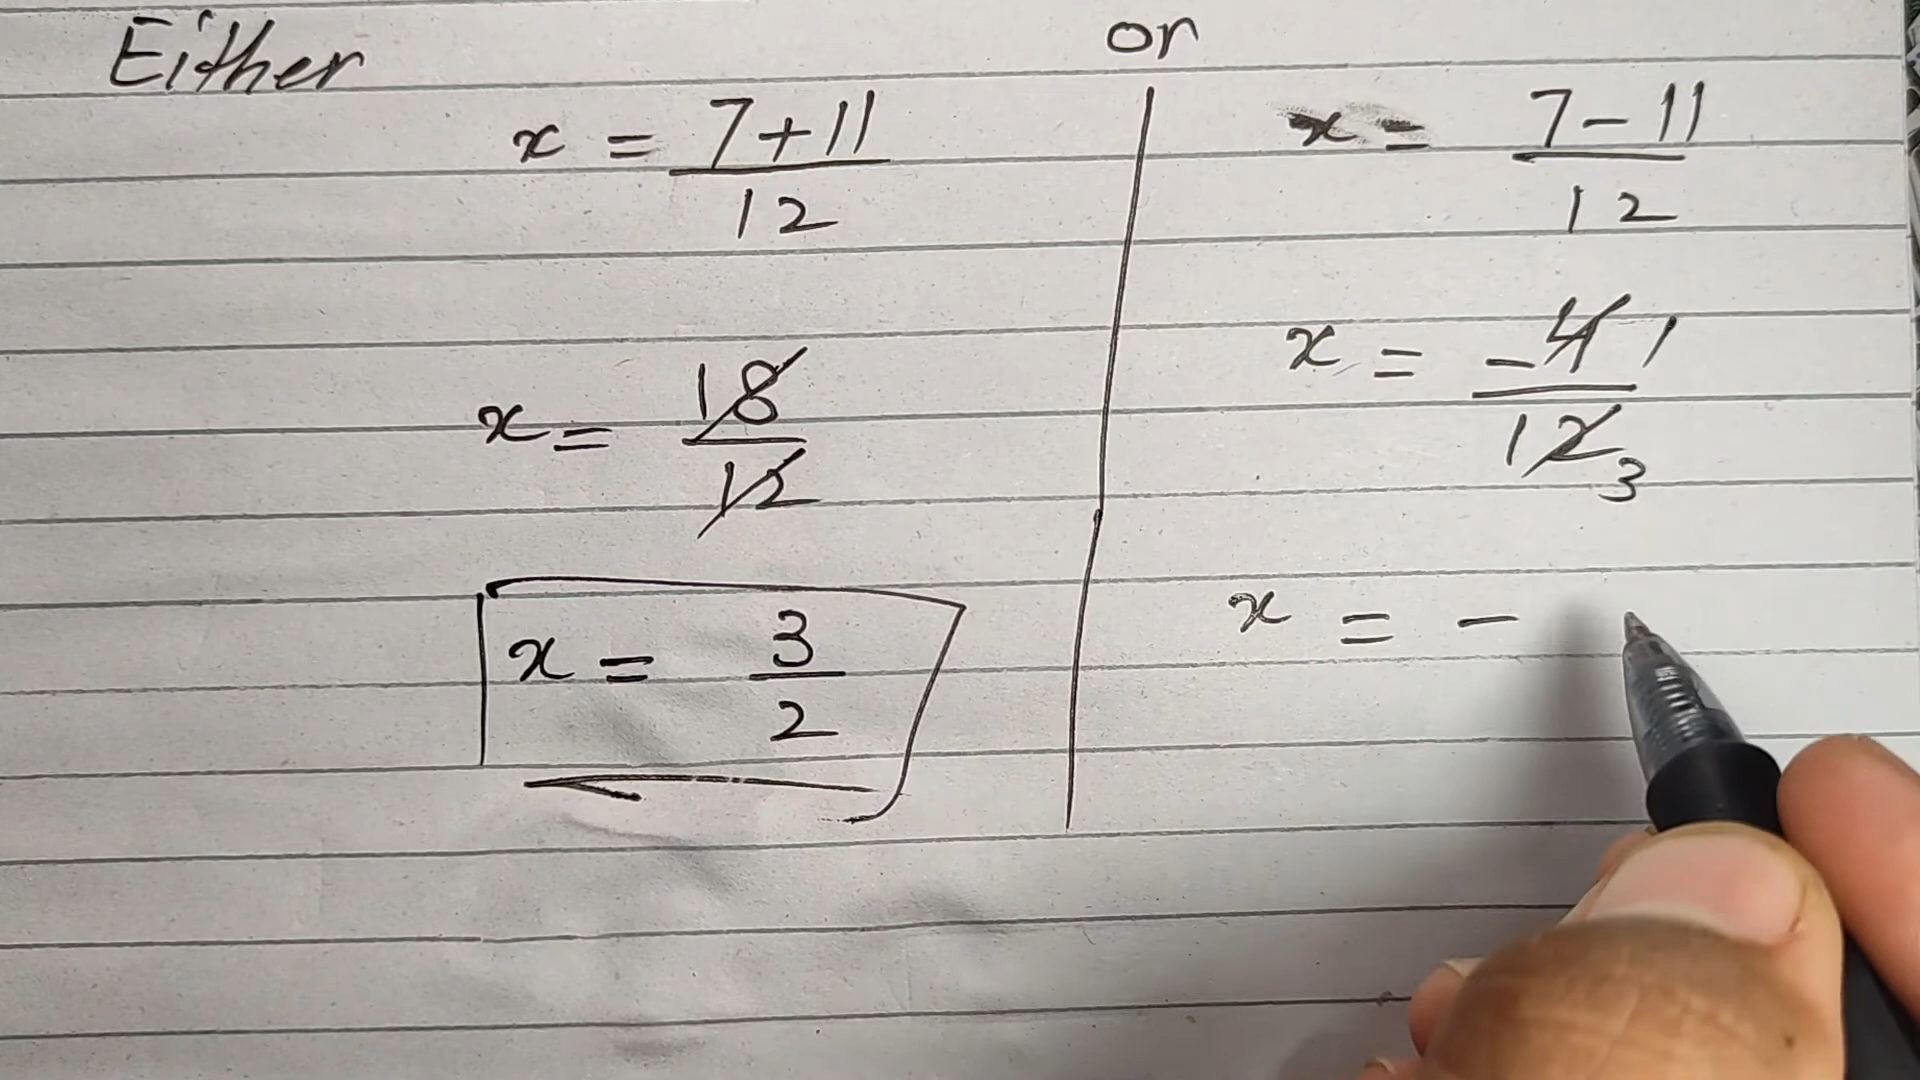 Either or
x = 7+11 / 12
x = 18 / 12
x = 3 / 2
x = 7-11 / 12
x = -4 1 / 12 3
x = -